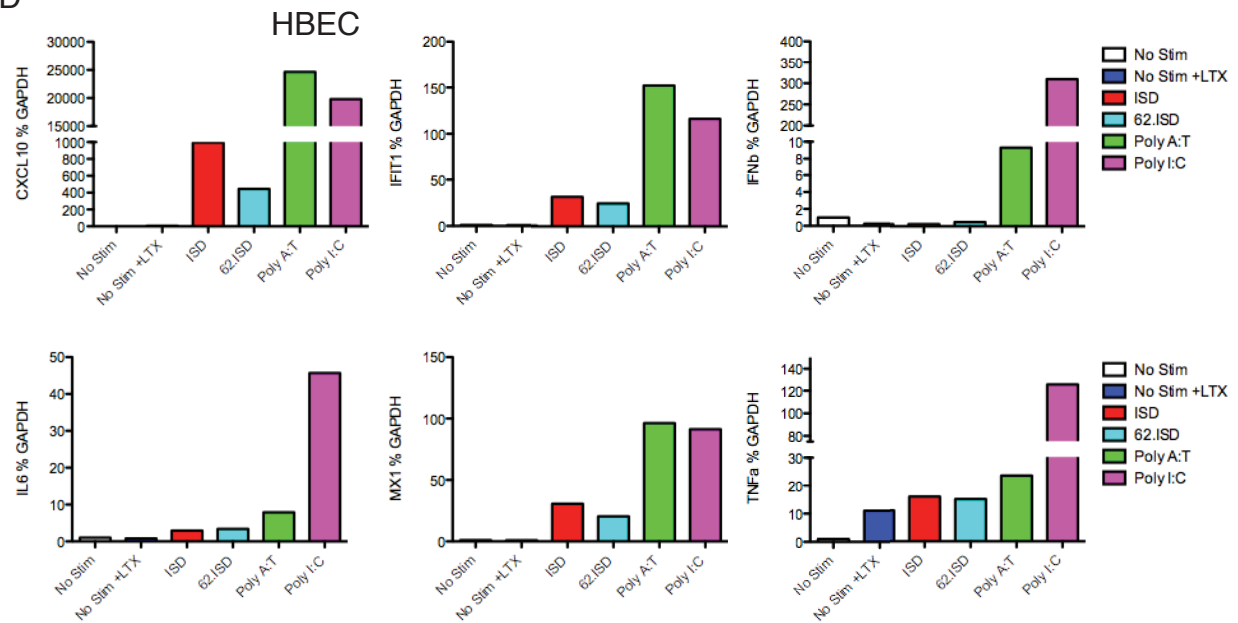 D
HBEC
CXCL10 % GAPDH
30000
25000
20000
15000
1000
800
600
400
200
0
No Stim
No Stim +LTX
ISD
62.ISD
Poly A:T
Poly I:C
IFIT1 % GAPDH
200
150
100
50
0
No Stim
No Stim +LTX
ISD
62.ISD
Poly A:T
Poly I:C
IFNb % GAPDH
400
350
300
250
200
10
8
6
4
2
0
No Stim
No Stim +LTX
ISD
62.ISD
Poly A:T
Poly I:C
No Stim
No Stim +LTX
ISD
62.ISD
Poly A:T
Poly I:C
IL6 % GAPDH
50
40
30
20
10
0
No Stim
No Stim +LTX
ISD
62.ISD
Poly A:T
Poly I:C
MX1 % GAPDH
150
100
50
0
No Stim
No Stim +LTX
ISD
62.ISD
Poly A:T
Poly I:C
TNFa % GAPDH
140
120
100
80
30
20
10
0
No Stim
No Stim +LTX
ISD
62.ISD
Poly A:T
Poly I:C
No Stim
No Stim +LTX
ISD
62.ISD
Poly A:T
Poly I:C